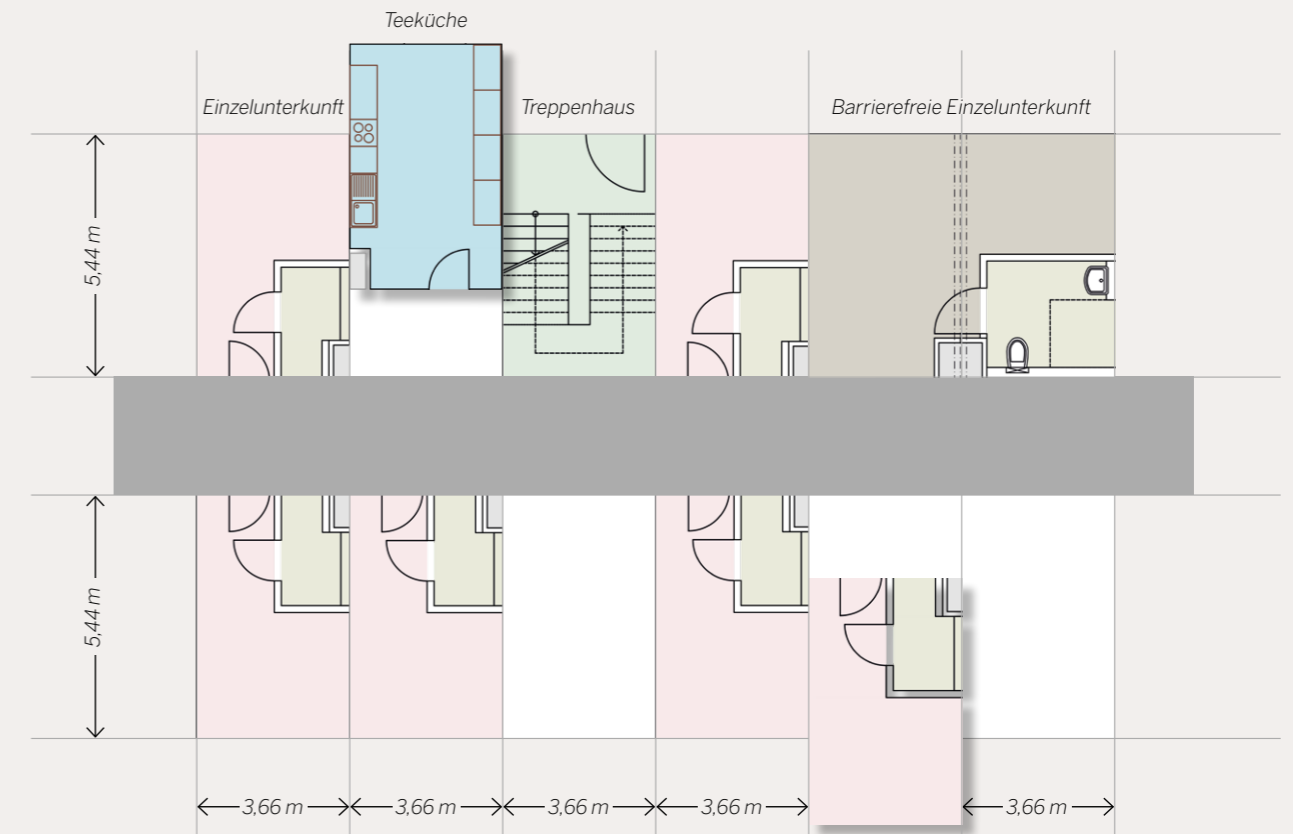 Teeküche
Einzelunterkunft
Treppenhaus
Barrierefreie Einzelunterkunft
5,44 m
5,44 m
3,66 m
3,66 m
3,66 m
3,66 m
3,66 m